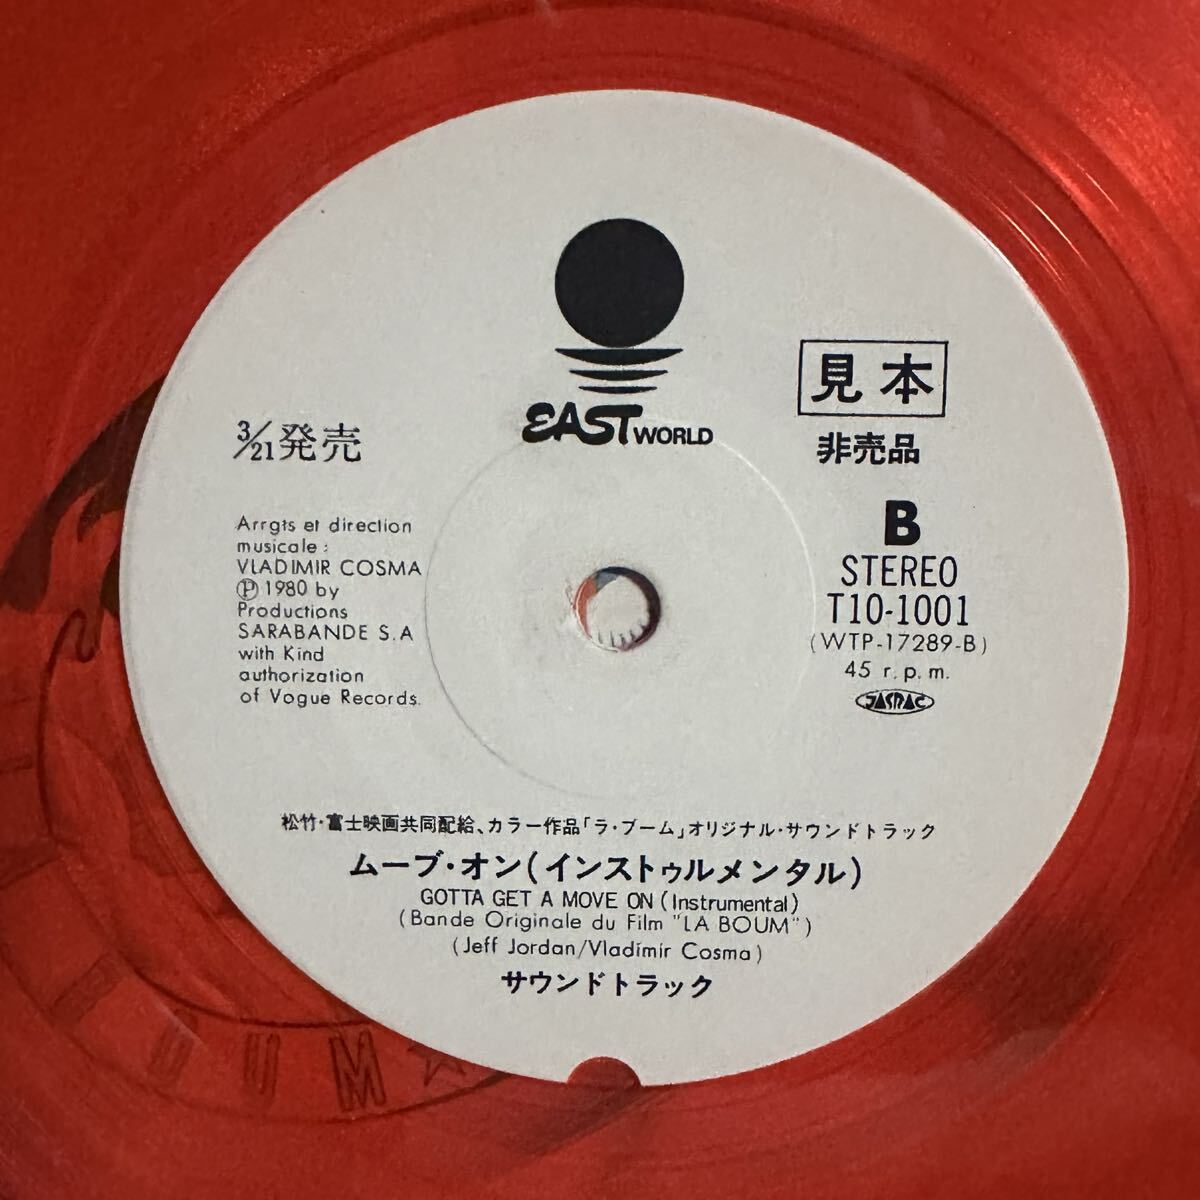 EAST WORLD
見本
非売品
3/21発売
B
STEREO
T10-1001
(WTP-17289-B)
45 r.p.m.
JASRAC
Arrgts et direction
musicale :
VLADIMIR COSMA
Ⓟ 1980 by
Productions
SARABANDE S.A
with Kind
authorization
of Vogue Records.
松竹・富士映画共同配給、カラー作品「ラ・ブーム」オリジナル・サウンドトラック
ムーブ・オン(インストゥルメンタル)
GOTTA GET A MOVE ON (Instrumental)
(Bande Originale du Film "LA BOUM")
(Jeff Jordan/Vladimir Cosma)
サウンドトラック
OUM